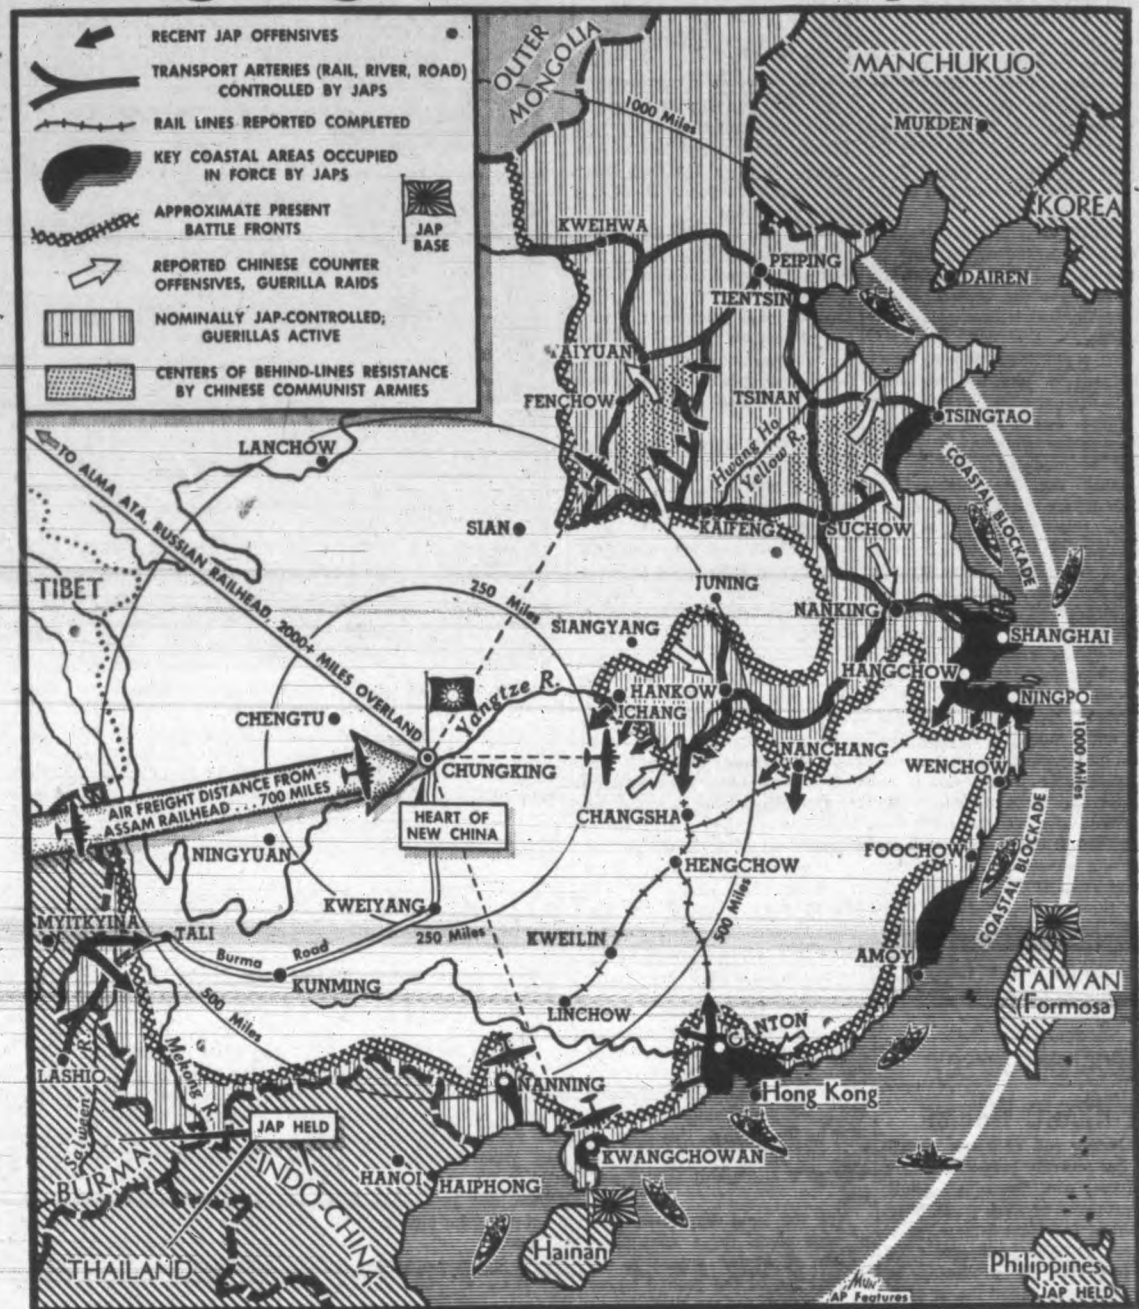 RECENT JAP OFFENSIVES
TRANSPORT ARTERIES (RAIL, RIVER, ROAD)
CONTROLLED BY JAPS
RAIL LINES REPORTED COMPLETED
KEY COASTAL AREAS OCCUPIED
IN FORCE BY JAPS
APPROXIMATE PRESENT
BATTLE FRONTS
JAP
BASE
REPORTED CHINESE COUNTER
OFFENSIVES, GUERILLA RAIDS
NOMINALLY JAP-CONTROLLED;
GUERILLAS ACTIVE
CENTERS OF BEHIND-LINES RESISTANCE
BY CHINESE COMMUNIST ARMIES
OUTER
MONGOLIA
1000 Miles
MANCHUKUO
MUKDEN
KOREA
KWEIHWA
PEIPING
DAIREN
TIENTSIN
AIYUAN
FENCHOW
TSINAN
TSINGTAO
Hwang Ho
Yellow R.
LANCHOW
TO ALMA ATA, RUSSIAN RAILHEAD, 2000+ MILES OVERLAND
SIAN
KAIFENG
SUCHOW
COASTAL BLOCKADE
TIBET
250 Miles
JUNING
NANKING
SIANGYANG
SHANGHAI
HANGCHOW
HANKOW
NINGPO
ICHANG
CHENGTU
Yangtze R.
NANCHANG
WENCHOW
1000 Miles
CHUNGKING
AIR FREIGHT DISTANCE FROM
ASSAM RAILHEAD...700 MILES
HEART OF
NEW CHINA
CHANGSHA
NINGYUAN
HENGCHOW
FOOCHOW
COASTAL BLOCKADE
KWEIYANG
250 Miles
500 Miles
MYITKYINA
TALI
Burma Road
KWEILIN
AMOY
KUNMING
TAIWAN
(Formosa)
500 Miles
LINCHOW
C NTON
LASHIO
Mekong R.
Salween R.
NANNING
Hong Kong
JAP HELD
BURMA
INDO-CHINA
HANOI
HAIPHONG
KWANGCHOWAN
Hainan
THAILAND
Philippines
JAP HELD
AP Features